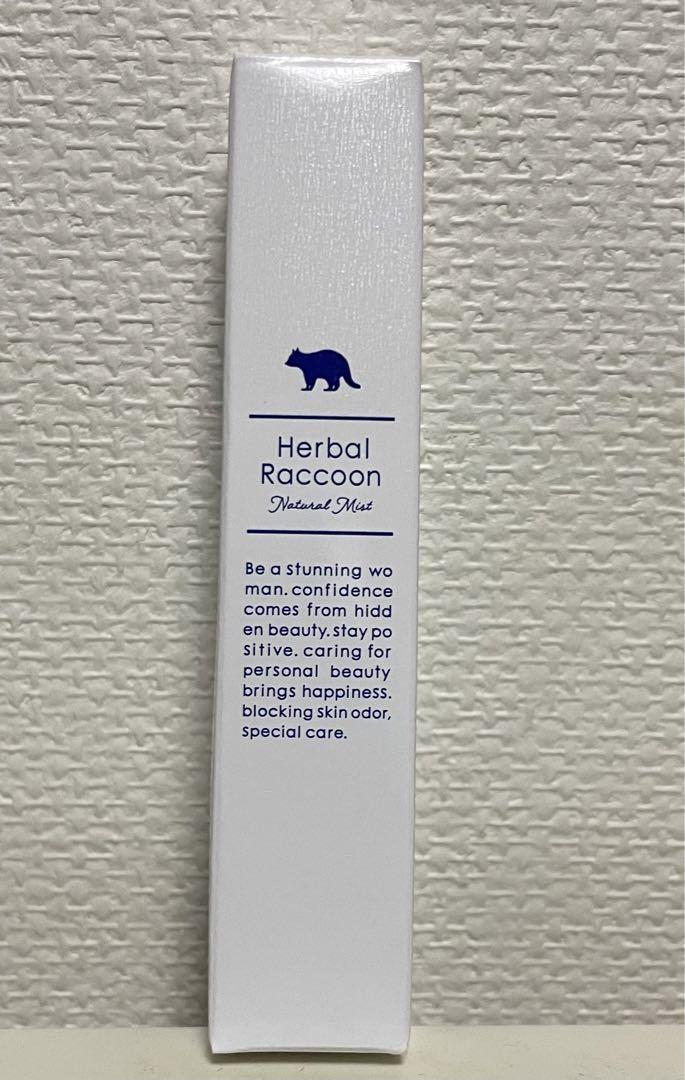 Herbal
Raccoon
Natural Mist
Be a stunning wo
man. confidence
comes from hidd
en beauty. stay po
sitive. caring for
personal beauty
brings happiness.
blocking skin odor,
special care.